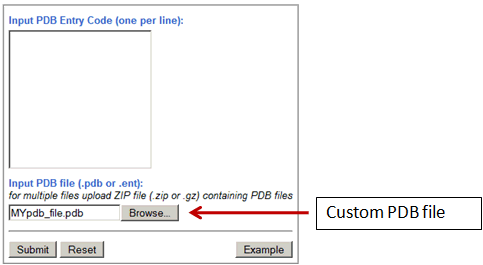 Input PDB Entry Code (one per line):
Input PDB file (.pdb or .ent):
for multiple files upload ZIP file (.zip or .gz) containing PDB files
MYpdb_file.pdb Browse...
Custom PDB file
Submit Reset Example